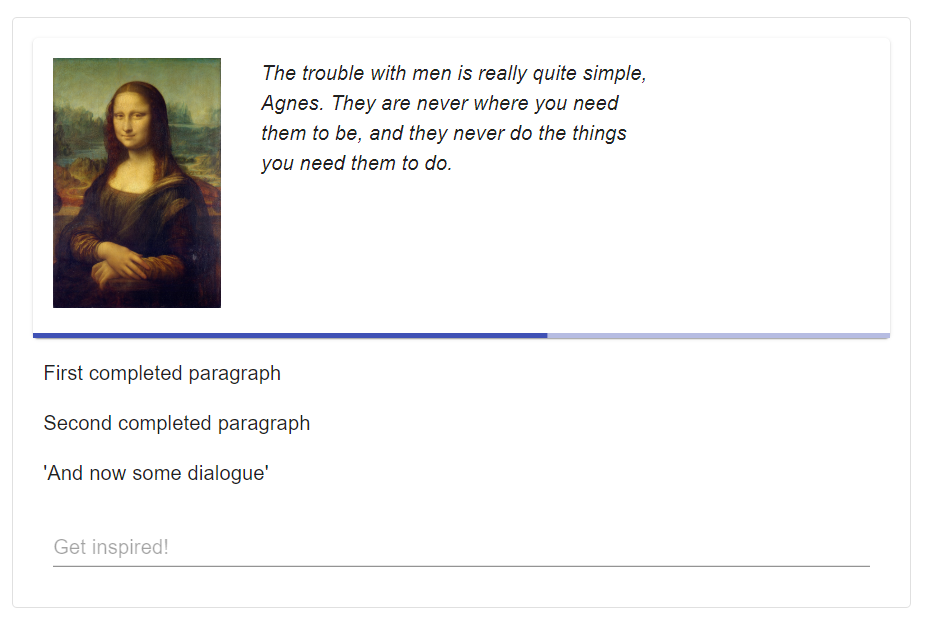 The trouble with men is really quite simple,
Agnes. They are never where you need
them to be, and they never do the things
you need them to do.
First completed paragraph
Second completed paragraph
'And now some dialogue'
Get inspired!